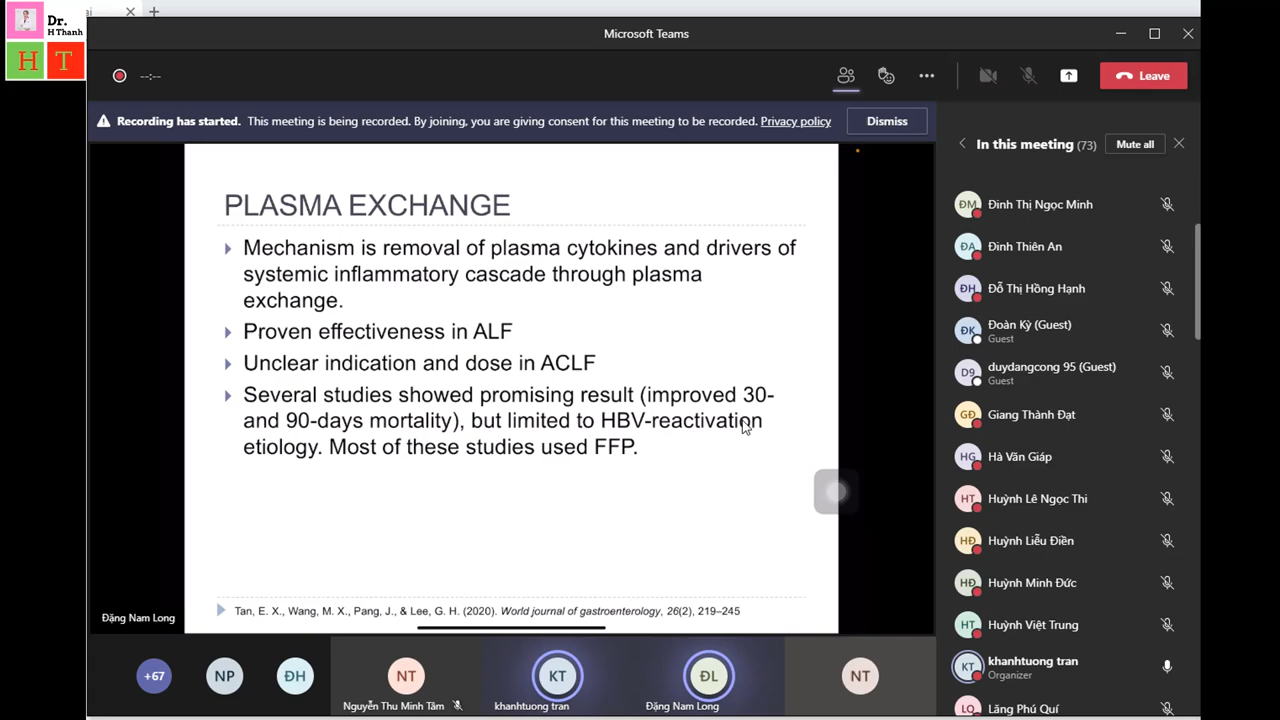 Dr.
H Thanh
H T
ai
Microsoft Teams
--:--
Leave
Recording has started. This meeting is being recorded. By joining, you are giving consent for this meeting to be recorded. Privacy policy
Dismiss
In this meeting (73)
Mute all
PLASMA EXCHANGE
Mechanism is removal of plasma cytokines and drivers of
systemic inflammatory cascade through plasma
exchange.
Proven effectiveness in ALF
Unclear indication and dose in ACLF
Several studies showed promising result (improved 30-
and 90-days mortality), but limited to HBV-reactivation
etiology. Most of these studies used FFP.
Tan, E. X., Wang, M. X., Pang, J., & Lee, G. H. (2020). World journal of gastroenterology, 26(2), 219–245
Đặng Nam Long
ĐM Đinh Thị Ngọc Minh
ĐA Đinh Thiên An
ĐH Đỗ Thị Hồng Hạnh
ĐK Đoàn Kỳ (Guest)
Guest
D9 duydangcong 95 (Guest)
Guest
GĐ Giang Thành Đạt
HG Hà Văn Giáp
HT Huỳnh Lê Ngọc Thi
HĐ Huỳnh Liễu Điền
HĐ Huỳnh Minh Đức
HT Huỳnh Việt Trung
KT khanhtuong tran
Organizer
LQ Lăng Phú Quí
+67
NP
ĐH
NT
Nguyễn Thu Minh Tâm
KT
khanhtuong tran
ĐL
Đặng Nam Long
NT